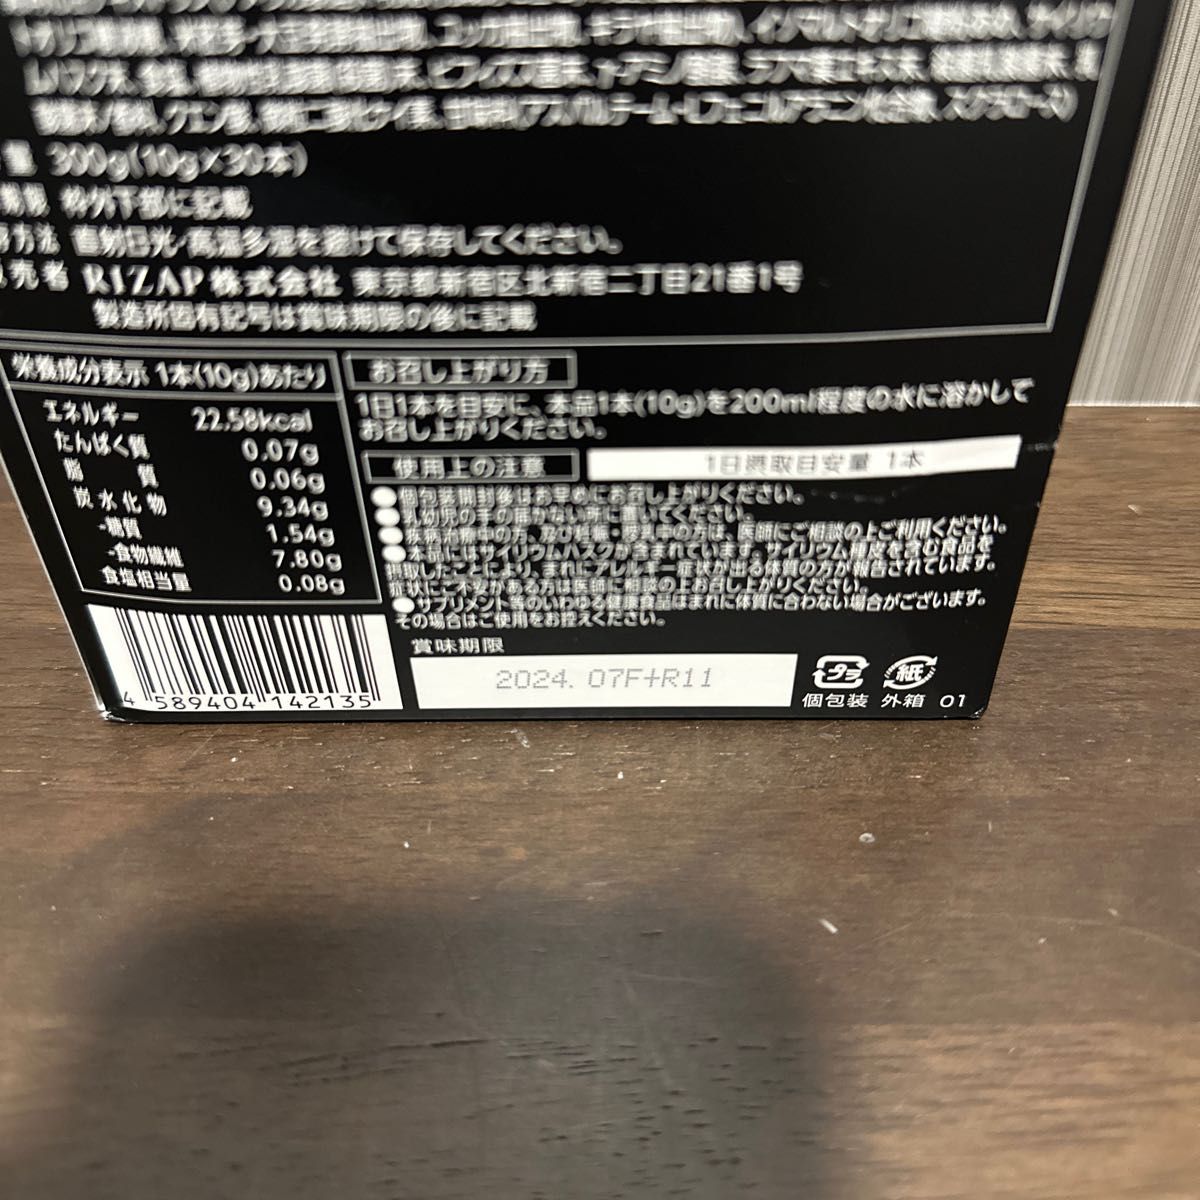 300g(10g×30本)
枠外下部に記載
直射日光・高温多湿を避けて保存してください。
売者 RIZAP株式会社 東京都新宿区北新宿二丁目21番1号
製造所固有記号は賞味期限の後に記載
栄養成分表示 1本(10g)あたり
エネルギー 22.58kcal
たんぱく質 0.07g
脂質 0.06g
炭水化物 9.34g
-糖質 1.54g
-食物繊維 7.80g
食塩相当量 0.08g
4 589404 142135
お召し上がり方
1日1本を目安に、本品1本(10g)を200ml程度の水に溶かして
お召し上がりください。
使用上の注意
1日摂取目安量 1本
●個包装開封後はお早めにお召し上がりください。
●乳幼児の手の届かない所に置いてください。
●疾病治療中の方、及び妊娠・授乳中の方は、医師にご相談の上ご利用ください。
●本品にはサイリウムハスクが含まれています。サイリウム種皮を含む食品を
摂取したことにより、まれにアレルギー症状が出る体質の方が報告されています。
症状にご不安がある方は医師に相談の上お召し上がりください。
●サプリメント等のいわゆる健康食品はまれに体質に合わない場合がございます。
その場合はご使用をお控えください。
賞味期限
2024. 07F+R11
プラ 紙
個包装 外箱 01